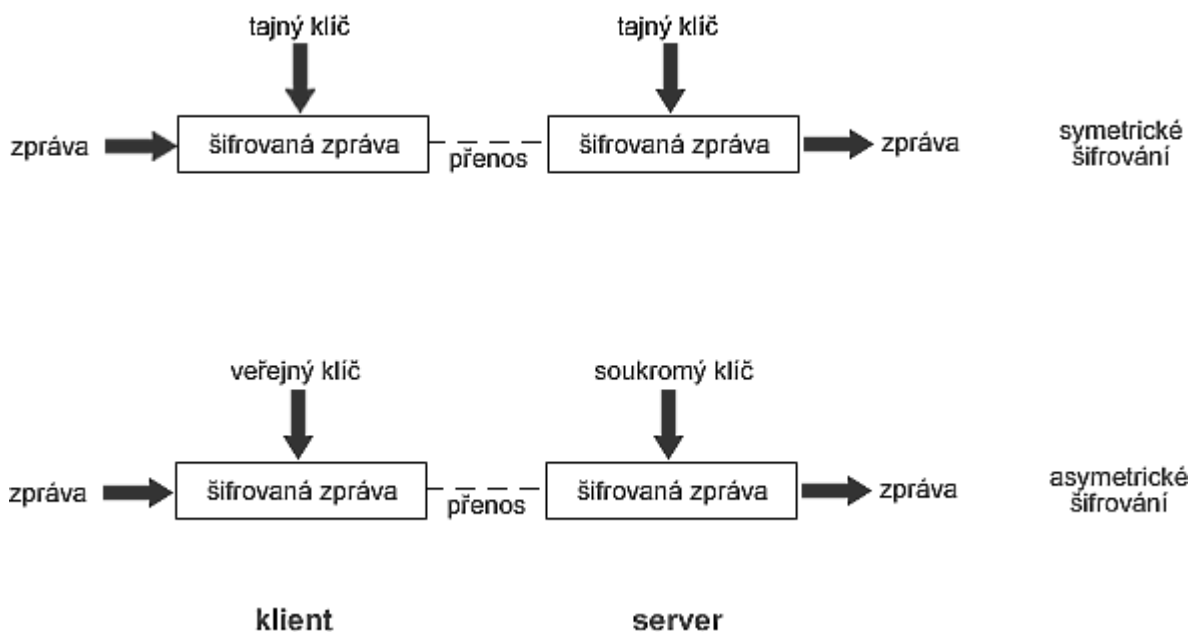 tajný klíč
tajný klíč
zpráva
šifrovaná zpráva
přenos
šifrovaná zpráva
zpráva
symetrické
šifrování
veřejný klíč
soukromý klíč
zpráva
šifrovaná zpráva
přenos
šifrovaná zpráva
zpráva
asymetrické
šifrování
klient
server